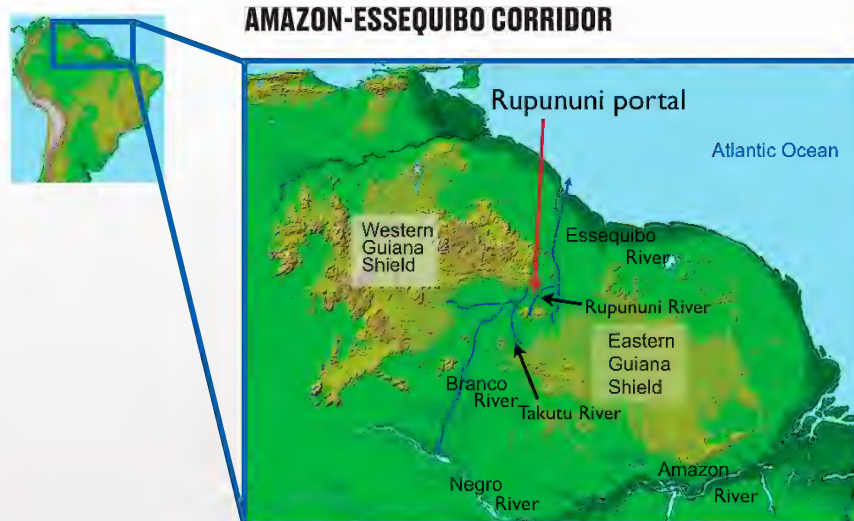 AMAZON-ESSEQUIBO CORRIDOR
Rupununi portal
Atlantic Ocean
Western
Guiana
Shield
Essequibo
River
Rupununi River
Eastern
Guiana
Shield
Branco
River
Takutu River
Negro
River
Amazon
River